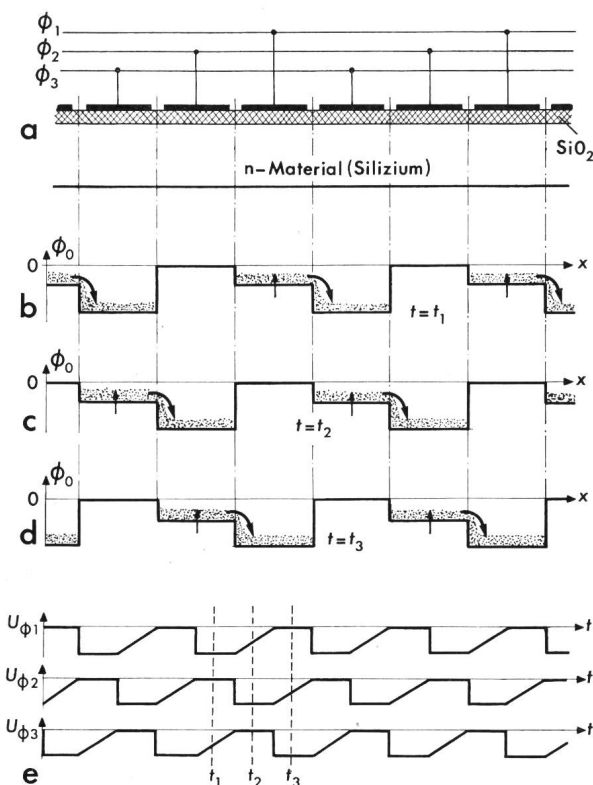 ϕ1
ϕ2
ϕ3
a
SiO2
n-Material (Silizium)
ϕ0
0
x
b
t=t1
ϕ0
0
x
c
t=t2
ϕ0
0
x
d
t=t3
Uϕ1
t
Uϕ2
t
Uϕ3
t
e
t1 t2 t3